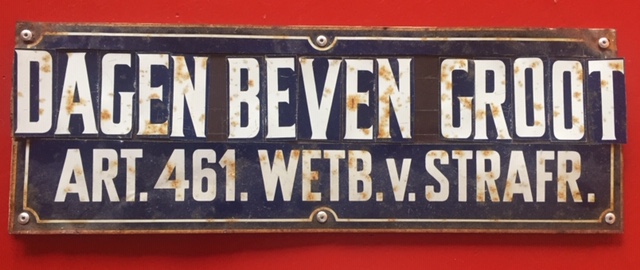 DAGEN BEVEN GROOT
ART. 461. WETB. v. STRAFR.